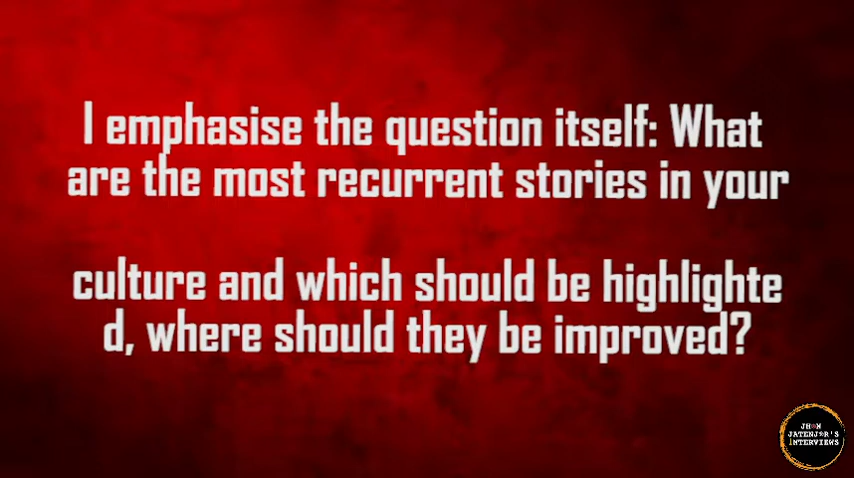 I emphasise the question itself: What
are the most recurrent stories in your
culture and which should be highlighte
d, where should they be improved?
JHON
JATENJOR'S
INTERVIEWS